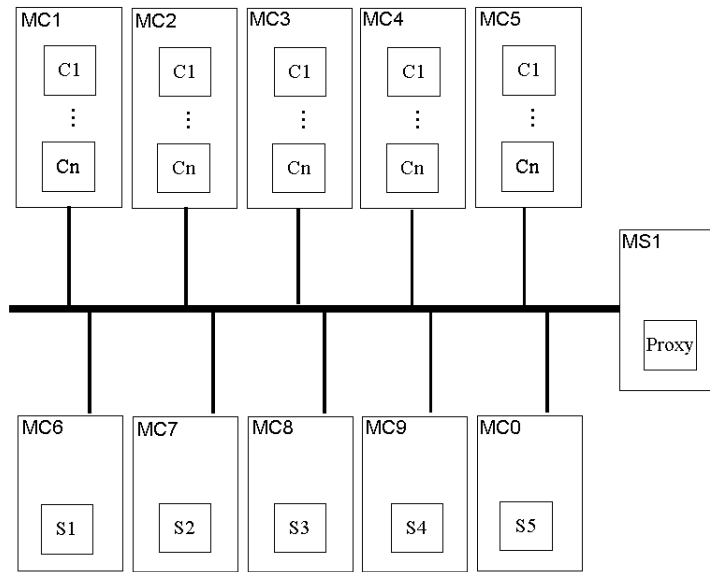 MC1 MC2 MC3 MC4 MC5
C1 C1 C1 C1 C1
⋮ ⋮ ⋮ ⋮ ⋮
Cn Cn Cn Cn Cn
MS1
Proxy
MC6 MC7 MC8 MC9 MC0
S1 S2 S3 S4 S5